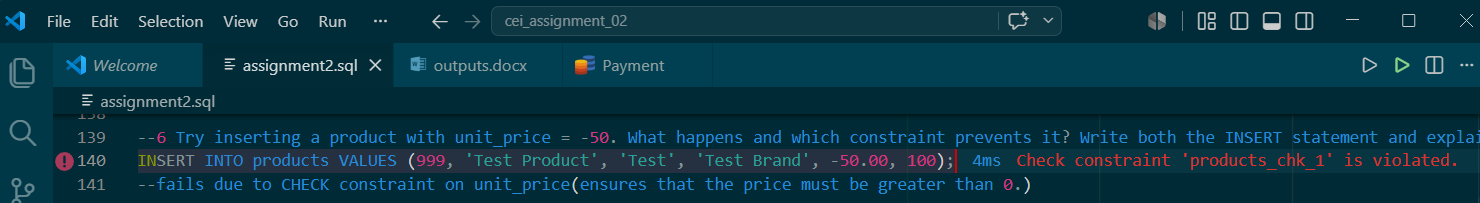 File Edit Selection View Go Run ··· cei_assignment_02
Welcome assignment2.sql outputs.docx Payment
assignment2.sql
138
139 --6 Try inserting a product with unit_price = -50. What happens and which constraint prevents it? Write both the INSERT statement and explai
140 INSERT INTO products VALUES (999, 'Test Product', 'Test', 'Test Brand', -50.00, 100); 4ms Check constraint 'products_chk_1' is violated.
141 --fails due to CHECK constraint on unit_price(ensures that the price must be greater than 0.)